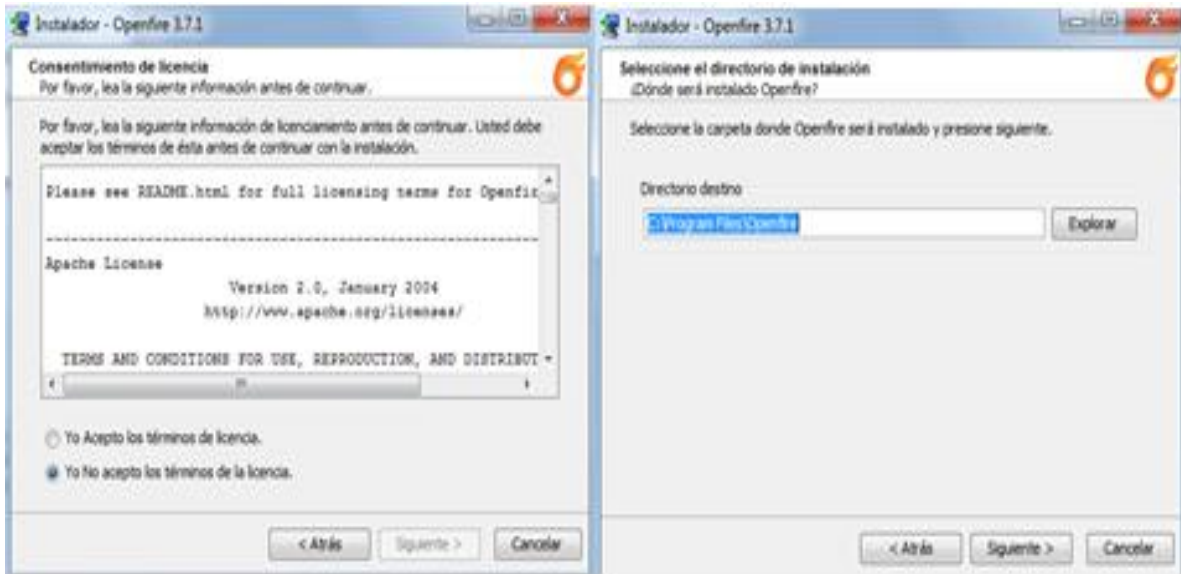 Instalador - Openfire 3.7.1
Consentimiento de licencia
Por favor, lea la siguiente información antes de continuar.
Por favor, lea la siguiente información de licenciamiento antes de continuar. Usted debe
aceptar los términos de ésta antes de continuar con la instalación.
Please see README.html for full licensing terms for Openfir
------------------------------------------------------------
Apache License
Version 2.0, January 2004
http://www.apache.org/licenses/
TERMS AND CONDITIONS FOR USE, REPRODUCTION, AND DISTRIBUT
Yo Acepto los términos de licencia.
Yo No acepto los términos de la licencia.
< Atrás
Siguiente >
Cancelar
Instalador - Openfire 3.7.1
Seleccione el directorio de instalación
¿Dónde será instalado Openfire?
Seleccione la carpeta donde Openfire será instalado y presione siguiente.
Directorio destino
C:\Program Files\Openfire
Explorar
< Atrás
Siguiente >
Cancelar